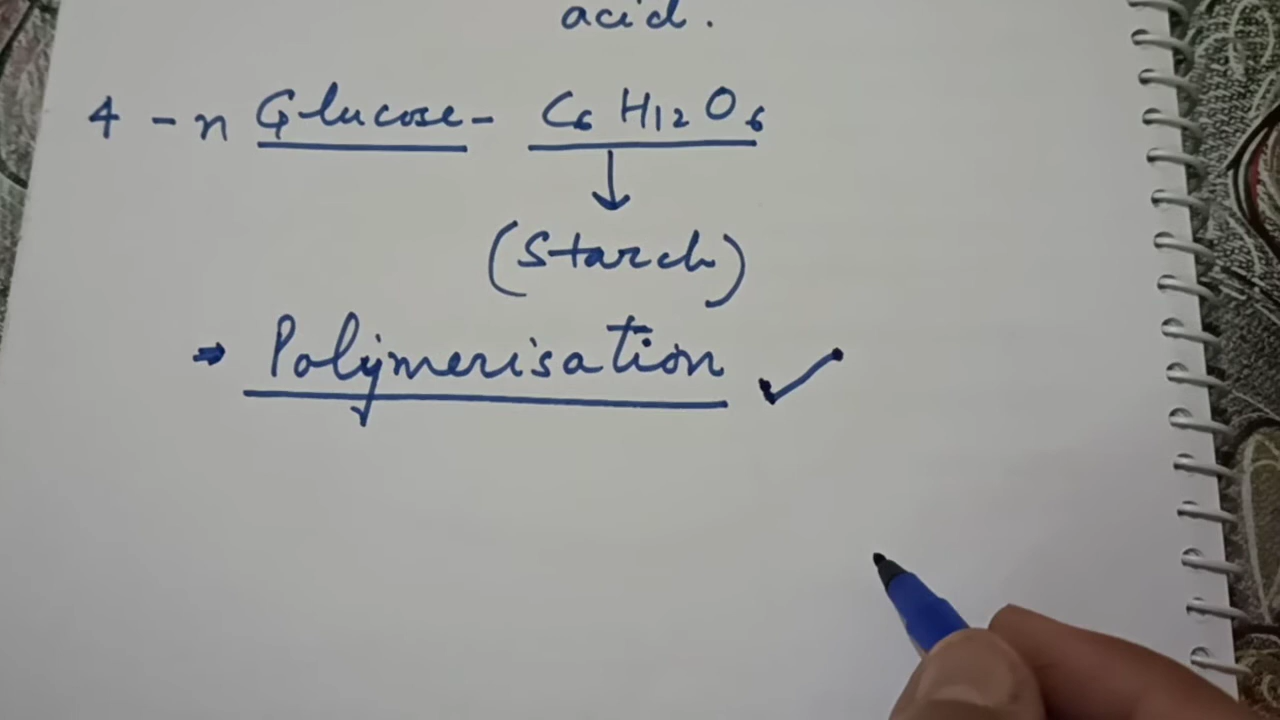 acid.
4 - n Glucose - C6 H12 O6
↓
(Starch)
→ Polymerisation ✓